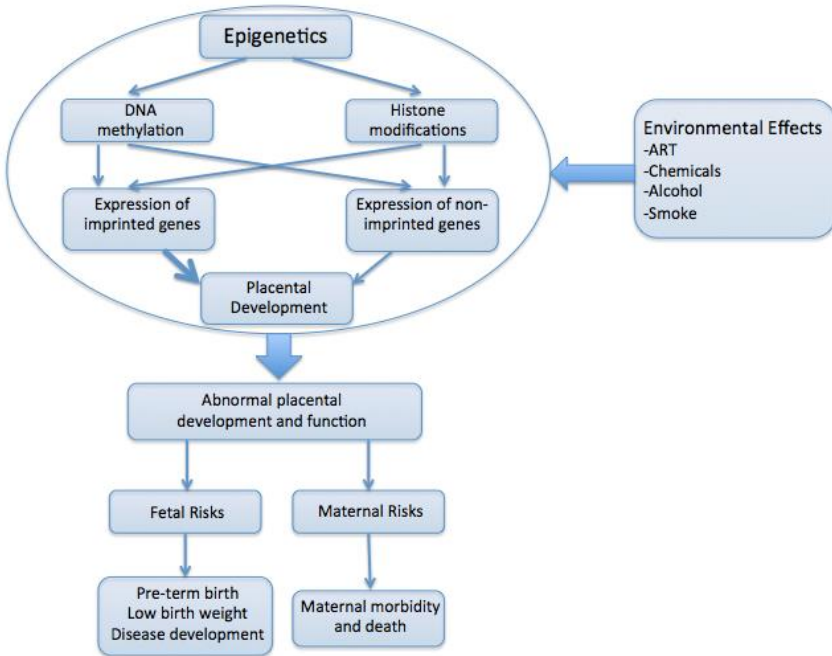 Epigenetics
DNA
methylation
Histone
modifications
Environmental Effects
-ART
-Chemicals
-Alcohol
-Smoke
Expression of
imprinted genes
Expression of non-
imprinted genes
Placental
Development
Abnormal placental
development and function
Fetal Risks
Maternal Risks
Pre-term birth
Low birth weight
Disease development
Maternal morbidity
and death